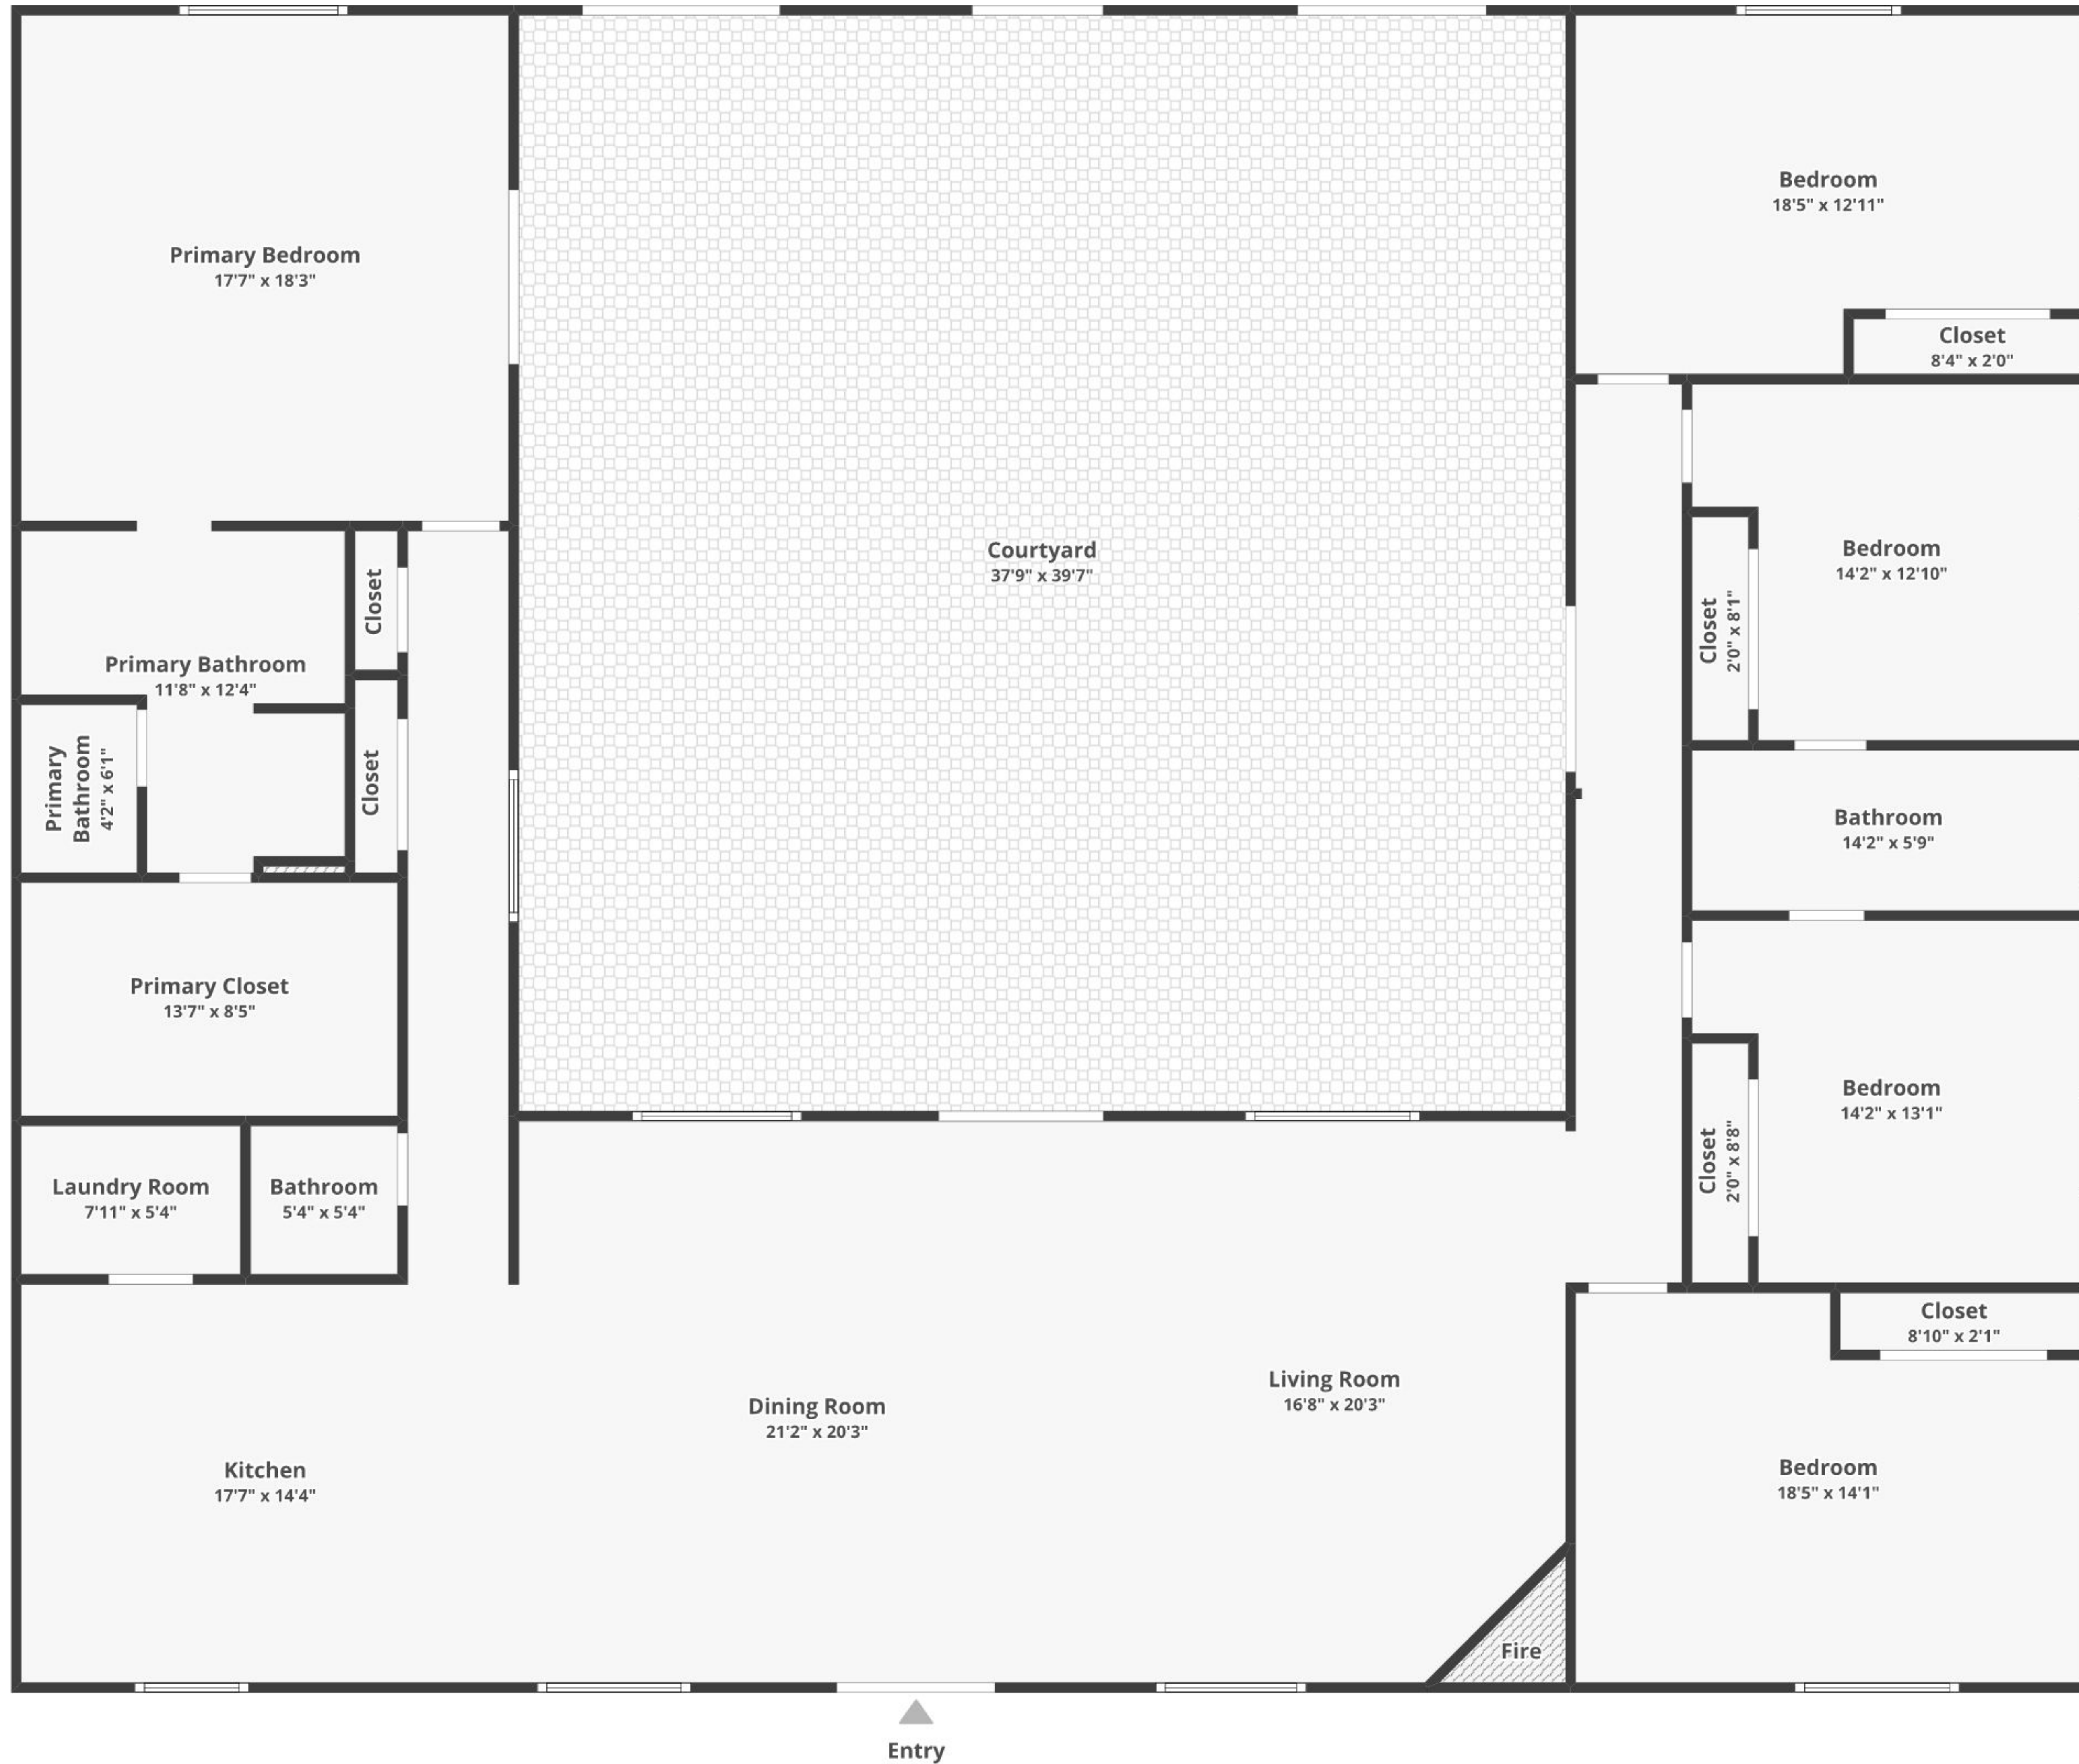 Primary Bedroom
17'7" x 18'3"
Courtyard
37'9" x 39'7"
Bedroom
18'5" x 12'11"
Closet
8'4" x 2'0"
Bedroom
14'2" x 12'10"
Closet
2'0" x 8'1"
Closet
Primary Bathroom
11'8" x 12'4"
Primary
Bathroom
4'2" x 6'1"
Closet
Bathroom
14'2" x 5'9"
Primary Closet
13'7" x 8'5"
Bedroom
14'2" x 13'1"
Closet
2'0" x 8'8"
Laundry Room
7'11" x 5'4"
Bathroom
5'4" x 5'4"
Closet
8'10" x 2'1"
Living Room
16'8" x 20'3"
Dining Room
21'2" x 20'3"
Kitchen
17'7" x 14'4"
Bedroom
18'5" x 14'1"
Fire
Entry